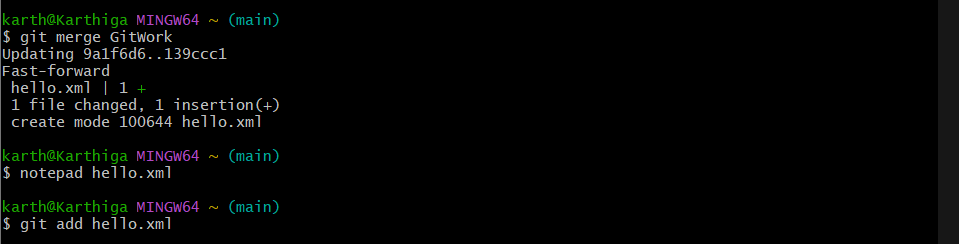 karth@Karthiga MINGW64 ~ (main)
$ git merge GitWork
Updating 9a1f6d6..139ccc1
Fast-forward
 hello.xml | 1 +
 1 file changed, 1 insertion(+)
 create mode 100644 hello.xml
karth@Karthiga MINGW64 ~ (main)
$ notepad hello.xml
karth@Karthiga MINGW64 ~ (main)
$ git add hello.xml